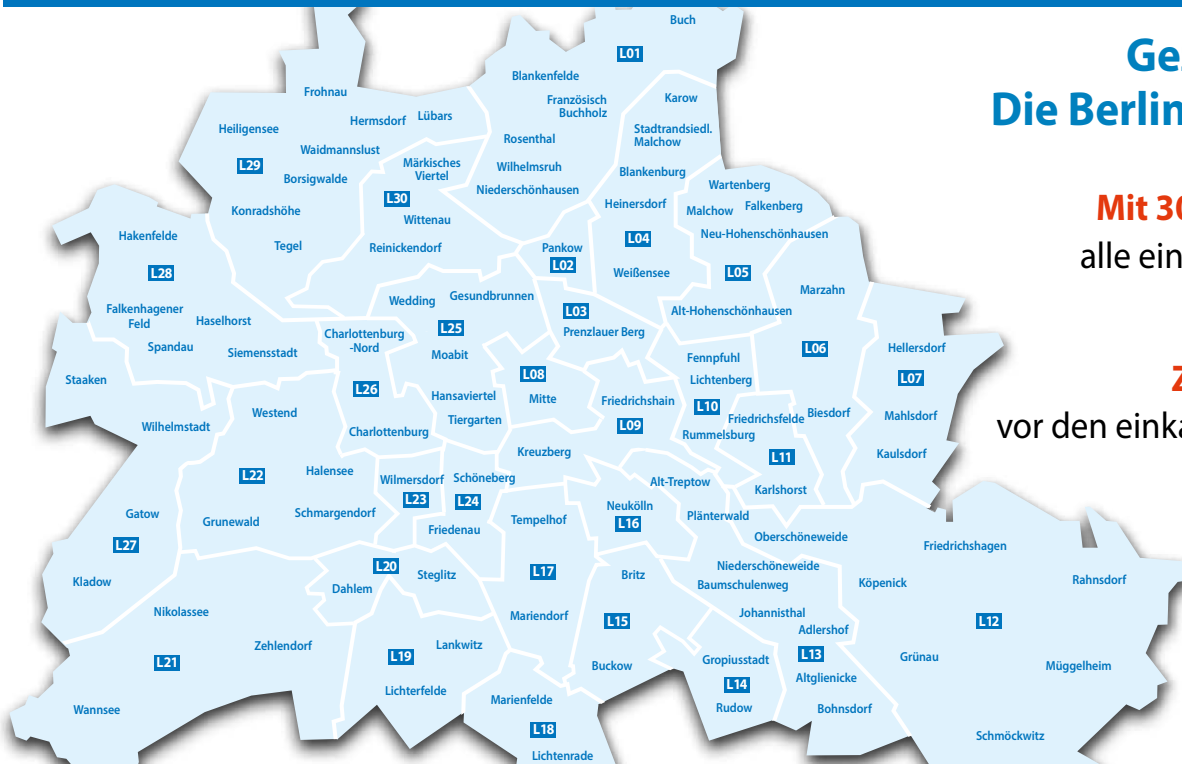 Buch
L01
Ge
Blankenfelde
Frohnau
Französisch
Buchholz
Karow
Die Berlin
Hermsdorf
Lübars
Heiligensee
Stadtrandsiedl.
Malchow
Rosenthal
Waidmannslust
L29
Märkisches
Viertel
Wilhelmsruh
Blankenburg
Borsigwalde
Niederschönhausen
Wartenberg
L30
Heinersdorf
Malchow
Falkenberg
Mit 30
Konradshöhe
Wittenau
Hakenfelde
Neu-Hohenschönhausen
L04
Tegel
Reinickendorf
Pankow
L02
alle ein
L28
Weißensee
L05
Marzahn
Wedding
Gesundbrunnen
Falkenhagener
Feld
Haselhorst
L03
Alt-Hohenschönhausen
Charlottenburg
-Nord
L25
Prenzlauer Berg
Spandau
Siemensstadt
Moabit
L06
Hellersdorf
Fennpfuhl
Staaken
L08
Lichtenberg
L07
Z
L26
Hansaviertel
Mitte
Friedrichshain
L10
Westend
Tiergarten
L09
Friedrichsfelde
Biesdorf
Mahlsdorf
Wilhelmstadt
Charlottenburg
Rummelsburg
vor den einka
Kreuzberg
L11
Kaulsdorf
L22
Halensee
Wilmersdorf
Schöneberg
Alt-Treptow
Karlshorst
L23
L24
Neukölln
L16
Gatow
Grunewald
Schmargendorf
Friedenau
Tempelhof
Plänterwald
Oberschöneweide
L27
Friedrichshagen
L20
Steglitz
L17
Britz
Niederschöneweide
Baumschulenweg
Köpenick
Rahnsdorf
Kladow
Dahlem
Nikolassee
Mariendorf
L15
Johannisthal
Adlershof
L12
Zehlendorf
Lankwitz
L21
L19
Buckow
Gropiusstadt
L13
Grünau
Müggelheim
Lichterfelde
L14
Altglienicke
Wannsee
Marienfelde
Rudow
Bohnsdorf
L18
Schmöckwitz
Lichtenrade